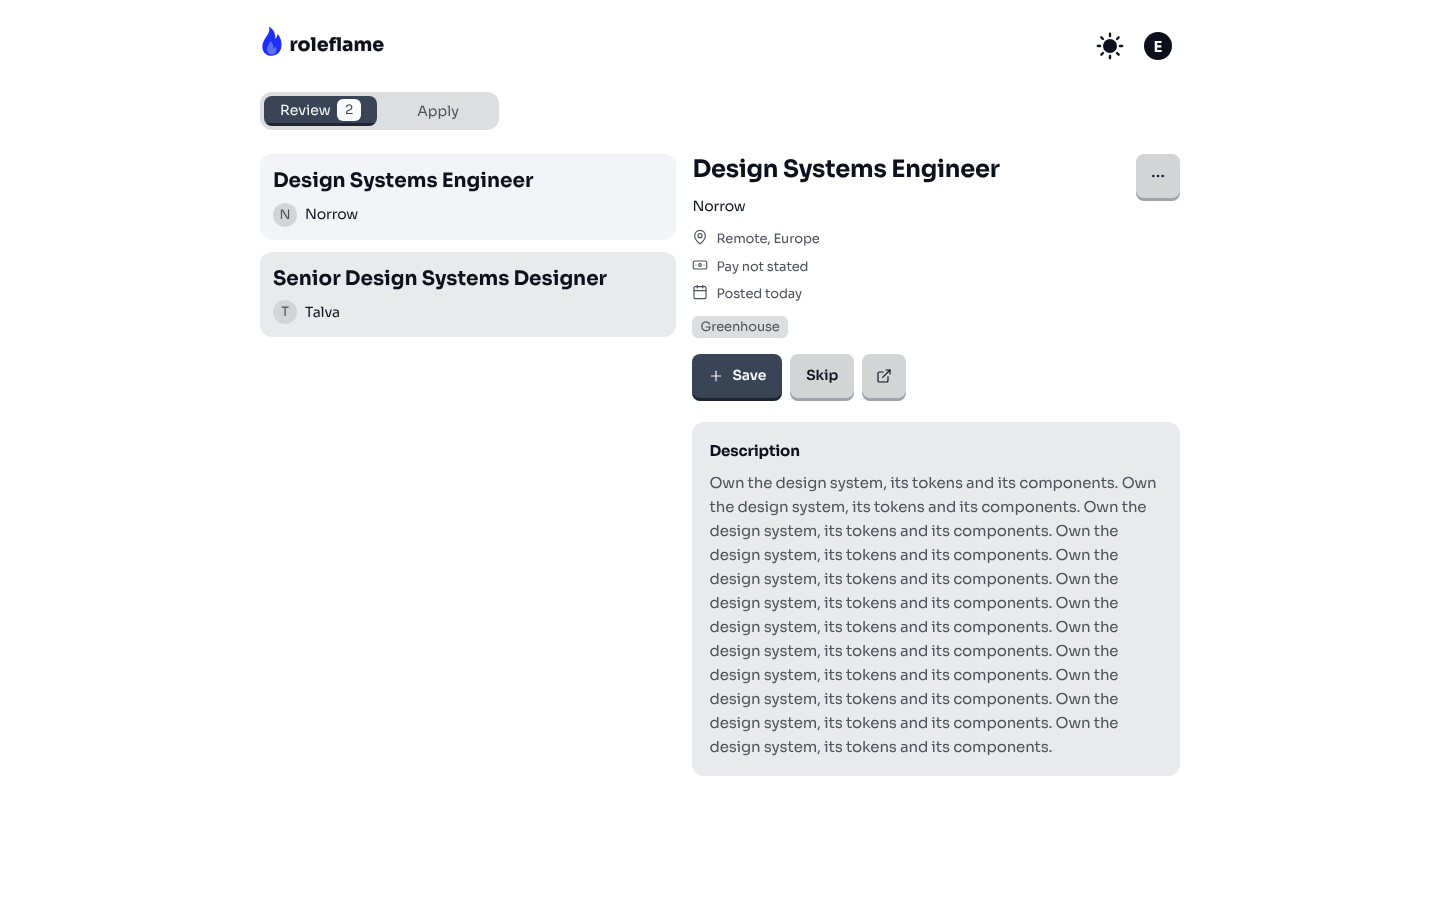 roleflame
E
Review 2
Apply
Design Systems Engineer
N Norrow
Senior Design Systems Designer
T Talva
Design Systems Engineer
...
Norrow
Remote, Europe
Pay not stated
Posted today
Greenhouse
Save
Skip
Description
Own the design system, its tokens and its components. Own
the design system, its tokens and its components. Own the
design system, its tokens and its components. Own the
design system, its tokens and its components. Own the
design system, its tokens and its components. Own the
design system, its tokens and its components. Own the
design system, its tokens and its components. Own the
design system, its tokens and its components. Own the
design system, its tokens and its components. Own the
design system, its tokens and its components. Own the
design system, its tokens and its components. Own the
design system, its tokens and its components.